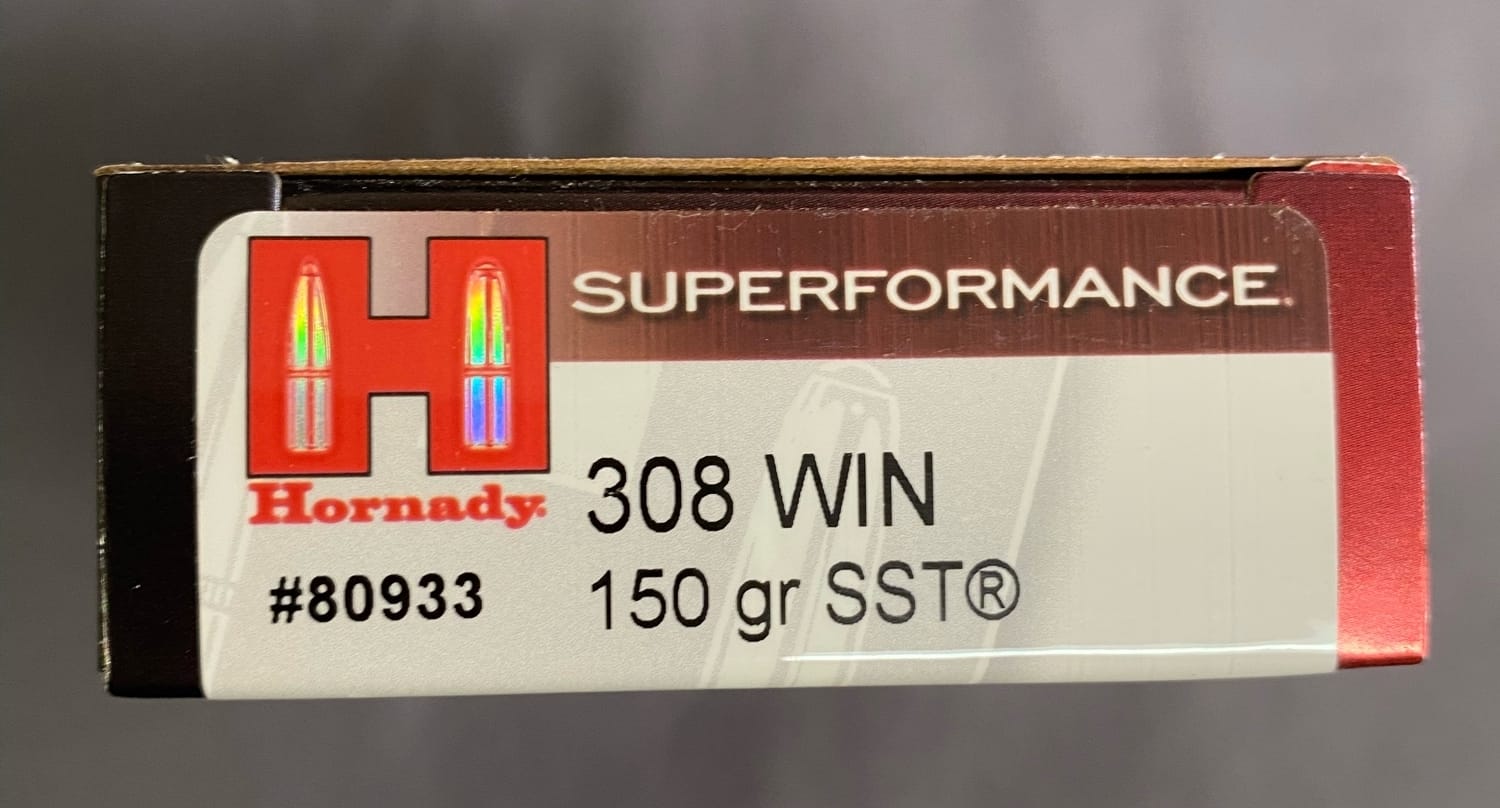 SUPERFORMANCE.
Hornady
308 WIN
#80933
150 gr SST®